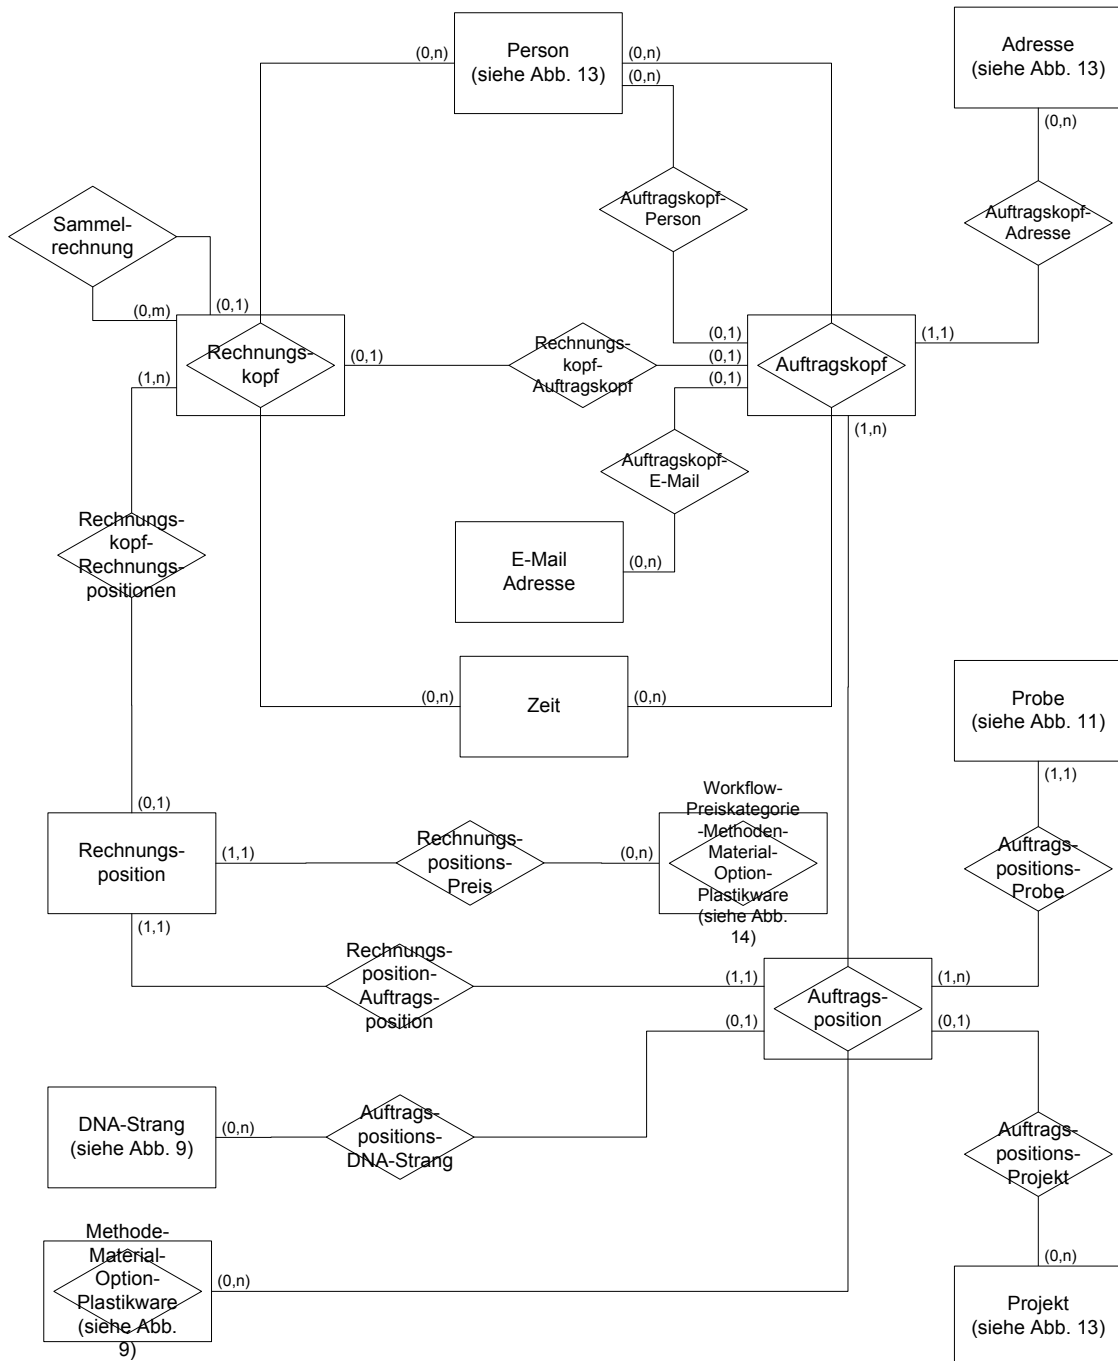 Person
(siehe Abb. 13)
(0,n)
(0,n)
(0,n)
Adresse
(siehe Abb. 13)
(0,n)
Auftragskopf-
Person
Auftragskopf-
Adresse
Sammel-
rechnung
(0,m)
(0,1)
Rechnungs-
kopf
(0,1)
(1,n)
Rechnungs-
kopf-
Auftragskopf
(0,1)
(0,1)
(0,1)
Auftragskopf
(1,1)
(1,n)
Auftragskopf-
E-Mail
Rechnungs-
kopf-
Rechnungs-
positionen
E-Mail
Adresse
(0,n)
(0,n)
Zeit
(0,n)
Probe
(siehe Abb. 11)
(1,1)
(0,1)
Rechnungs-
position
(1,1)
(1,1)
Rechnungs-
positions-
Preis
(0,n)
Workflow-
Preiskategorie
-Methoden-
Material-
Option-
Plastikware
(siehe Abb.
14)
Auftrags-
positions-
Probe
Rechnungs-
position-
Auftrags-
position
(1,1)
(0,1)
Auftrags-
position
(1,n)
(0,1)
DNA-Strang
(siehe Abb. 9)
(0,n)
Auftrags-
positions-
DNA-Strang
Auftrags-
positions-
Projekt
Methode-
Material-
Option-
Plastikware
(siehe Abb.
9)
(0,n)
(0,n)
Projekt
(siehe Abb. 13)